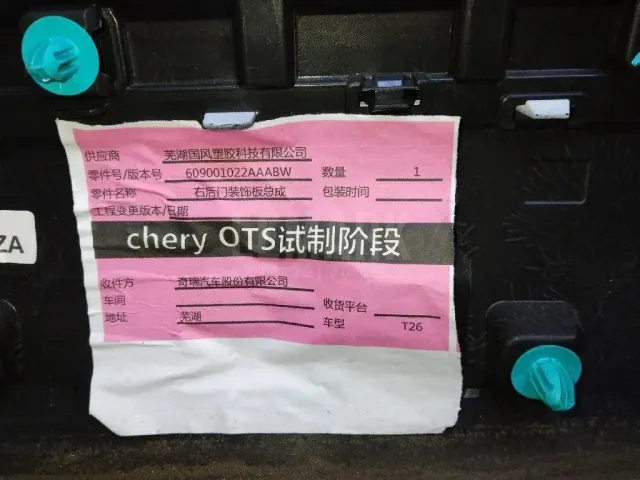 供应商 芜湖国风塑胶科技有限公司
零件号/版本号 609001022AAABW 数量 1
零件名称 右后门装饰板总成 包装时间
工程变更版本/日期
chery OTS试制阶段
收件方 奇瑞汽车股份有限公司
车间 收货平台
地址 芜湖 车型 T26
ZA